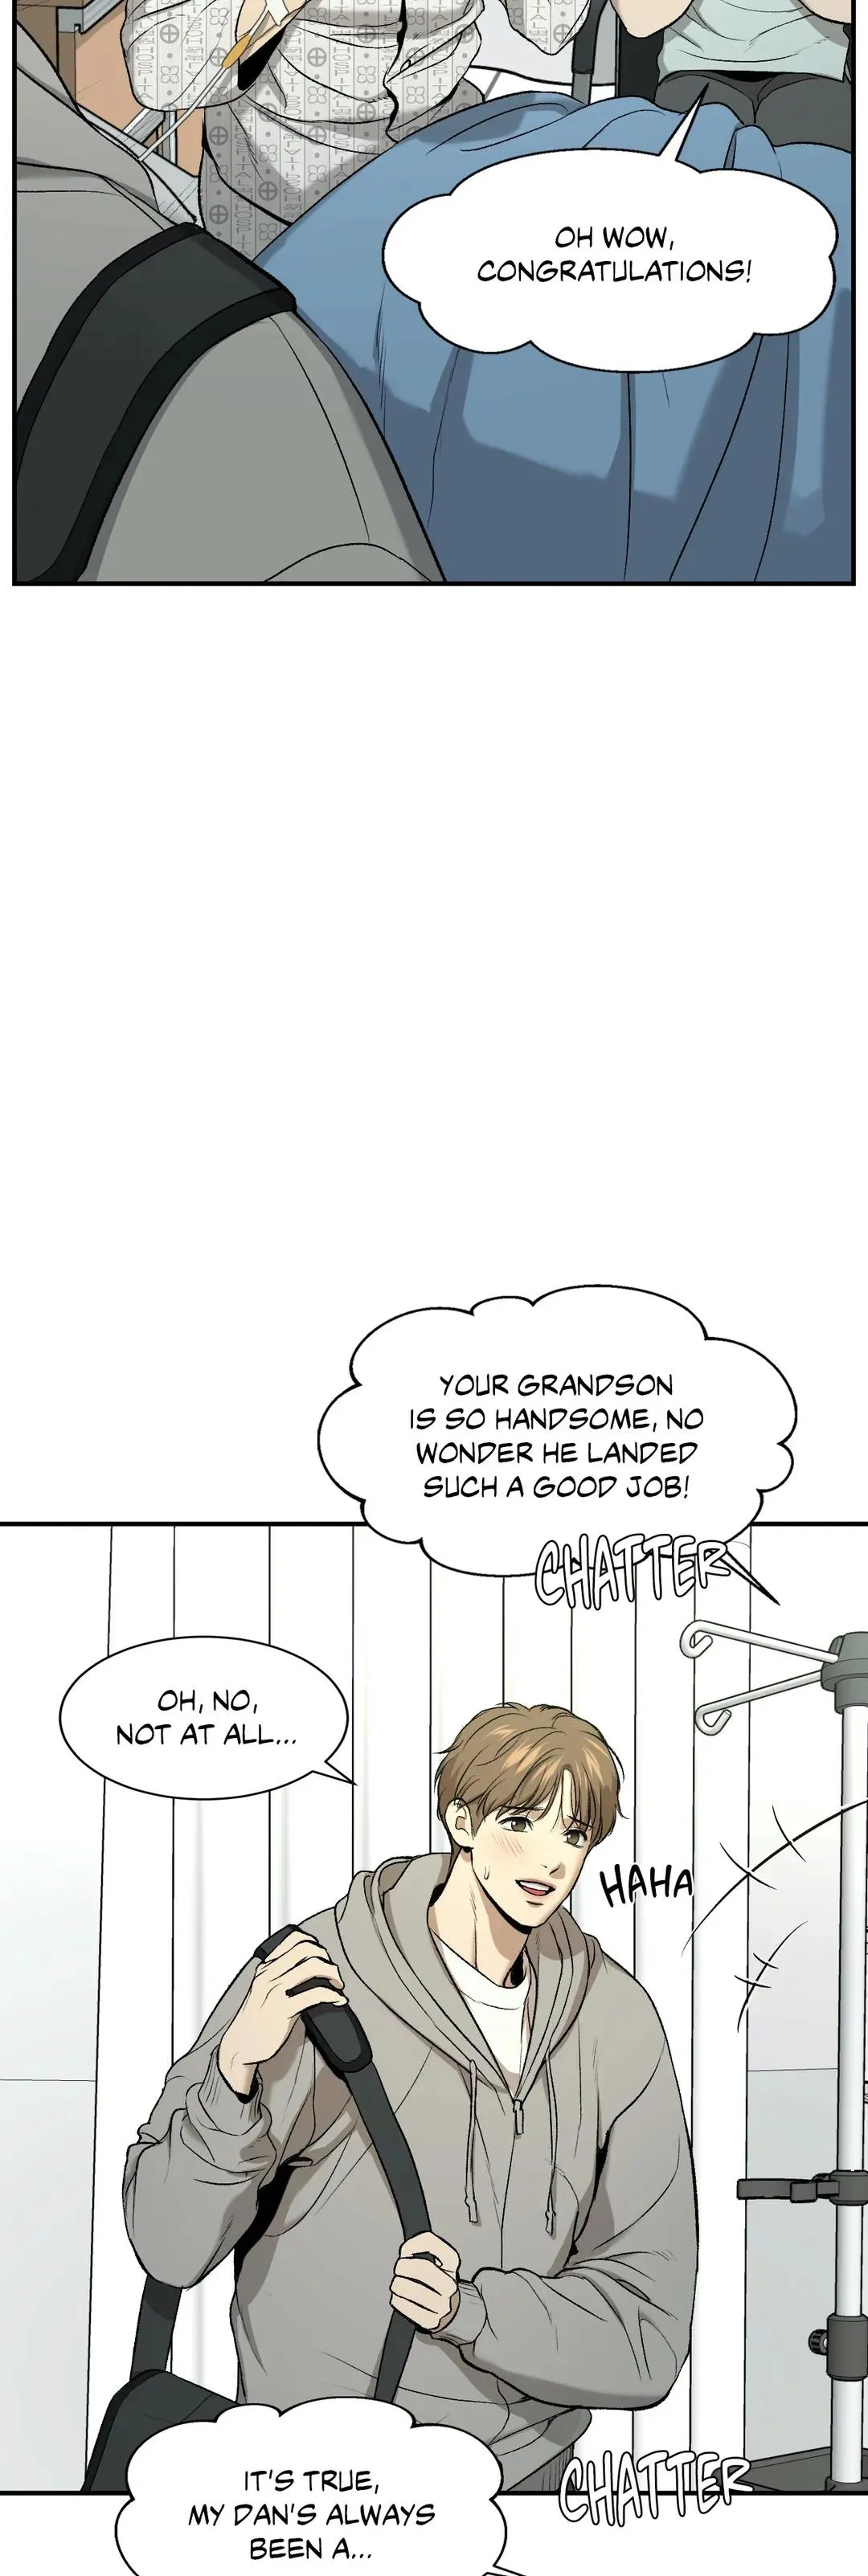 OH WOW,
CONGRATULATIONS!
YOUR GRANDSON
IS SO HANDSOME, NO
WONDER HE LANDED
SUCH A GOOD JOB!
CHATTER
OH, NO,
NOT AT ALL...
HAHA
IT'S TRUE,
MY DAN'S ALWAYS
BEEN A...
CHATTER